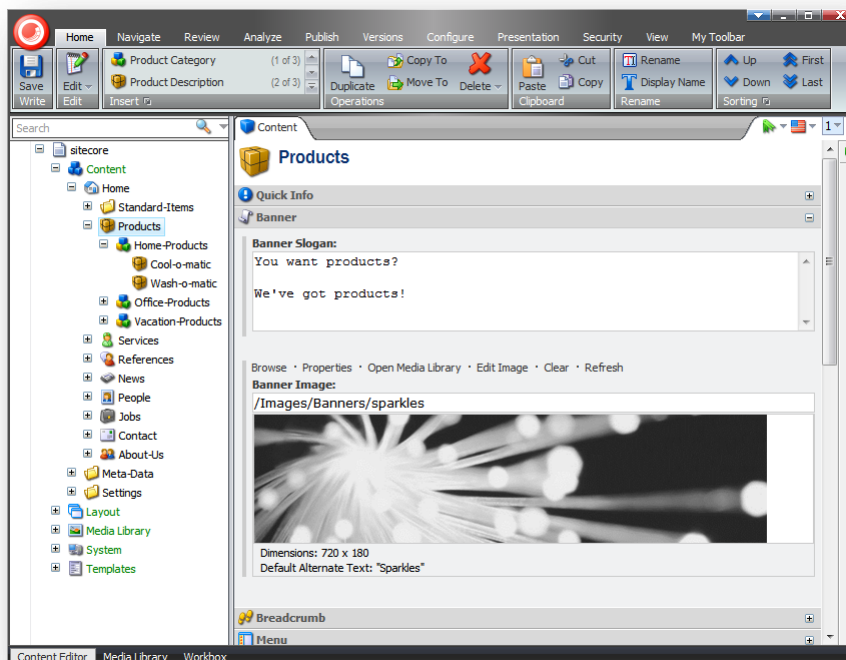 Home Navigate Review Analyze Publish Versions Configure Presentation Security View My Toolbar
Save
Write
Edit
Edit
Product Category (1 of 3)
Product Description (2 of 3)
Insert
Duplicate
Copy To
Move To
Delete
Operations
Paste
Cut
Copy
Clipboard
Rename
Display Name
Rename
Up First
Down Last
Sorting
Search
sitecore
Content
Home
Standard-Items
Products
Home-Products
Cool-o-matic
Wash-o-matic
Office-Products
Vacation-Products
Services
References
News
People
Jobs
Contact
About-Us
Meta-Data
Settings
Layout
Media Library
System
Templates
Content
1
Products
Quick Info
Banner
Banner Slogan:
You want products?
We've got products!
Browse · Properties · Open Media Library · Edit Image · Clear · Refresh
Banner Image:
/Images/Banners/sparkles
Dimensions: 720 x 180
Default Alternate Text: "Sparkles"
Breadcrumb
Menu
Content Editor Media Library Workbox